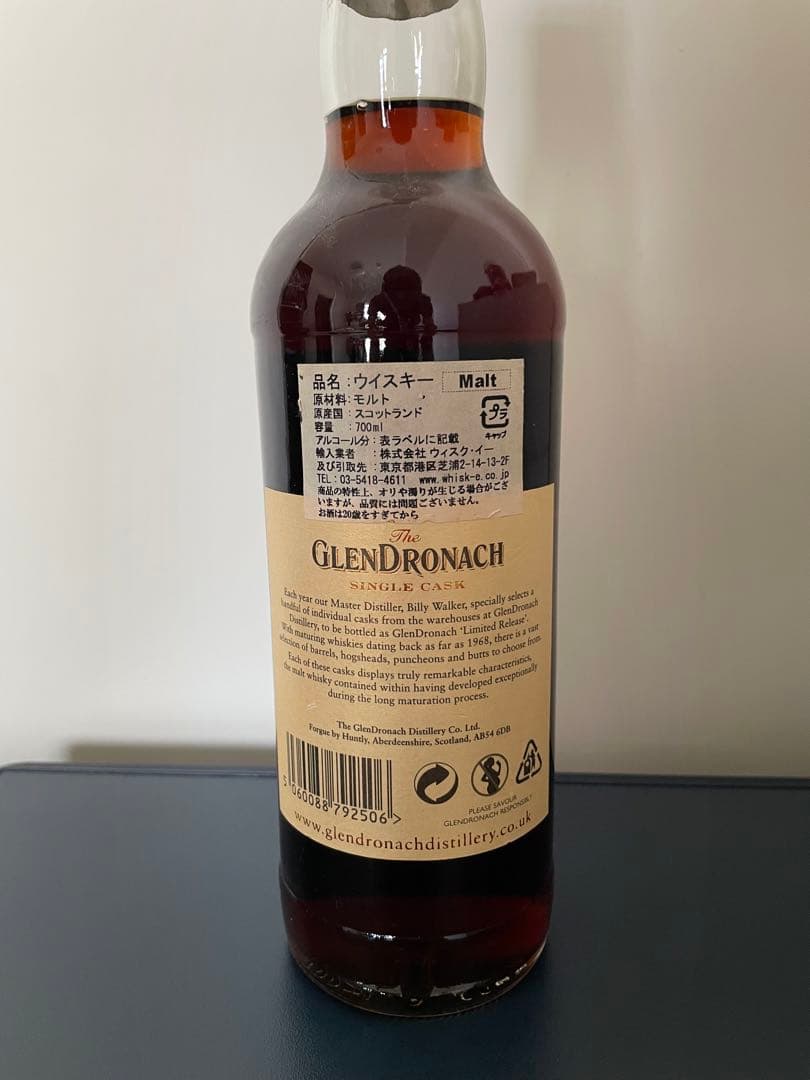 品名:ウイスキー Malt
原材料:モルト
原産国:スコットランド
プラ
容量:700ml
キャップ
アルコール分:表ラベルに記載
輸入業者:株式会社 ウィスク・イー
及び引取先:東京都港区芝浦2-14-13-2F
TEL:03-5418-4611 www.whisk-e.co.jp
商品の特性上、オリや濁りが生じる場合がござ
いますが、品質には問題ございません。
お酒は20歳をすぎてから
The
GLENDRONACH
SINGLE CASK
Each year our Master Distiller, Billy Walker, specially selects a
handful of individual casks from the warehouses at GlenDronach
Distillery, to be bottled as GlenDronach 'Limited Release'.
With maturing whiskies dating back as far as 1968, there is a vast
selection of barrels, hogsheads, puncheons and butts to choose from.
Each of these casks displays truly remarkable characteristics,
the malt whisky contained within having developed exceptionally
during the long maturation process.
The GlenDronach Distillery Co. Ltd.
Forgue by Huntly, Aberdeenshire, Scotland, AB54 6DB
5 060088 792506 >
PLEASE SAVOUR
GLENDRONACH RESPONSIBLY
www.glendronachdistillery.co.uk